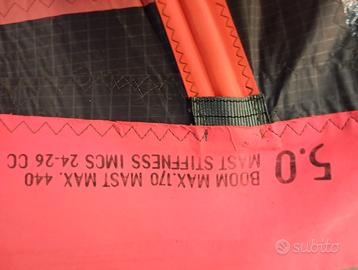 5.0
BOOM MAX.170 MAST MAX. 440
MAST STIFFNESS IMCS 24-26 CC
subito